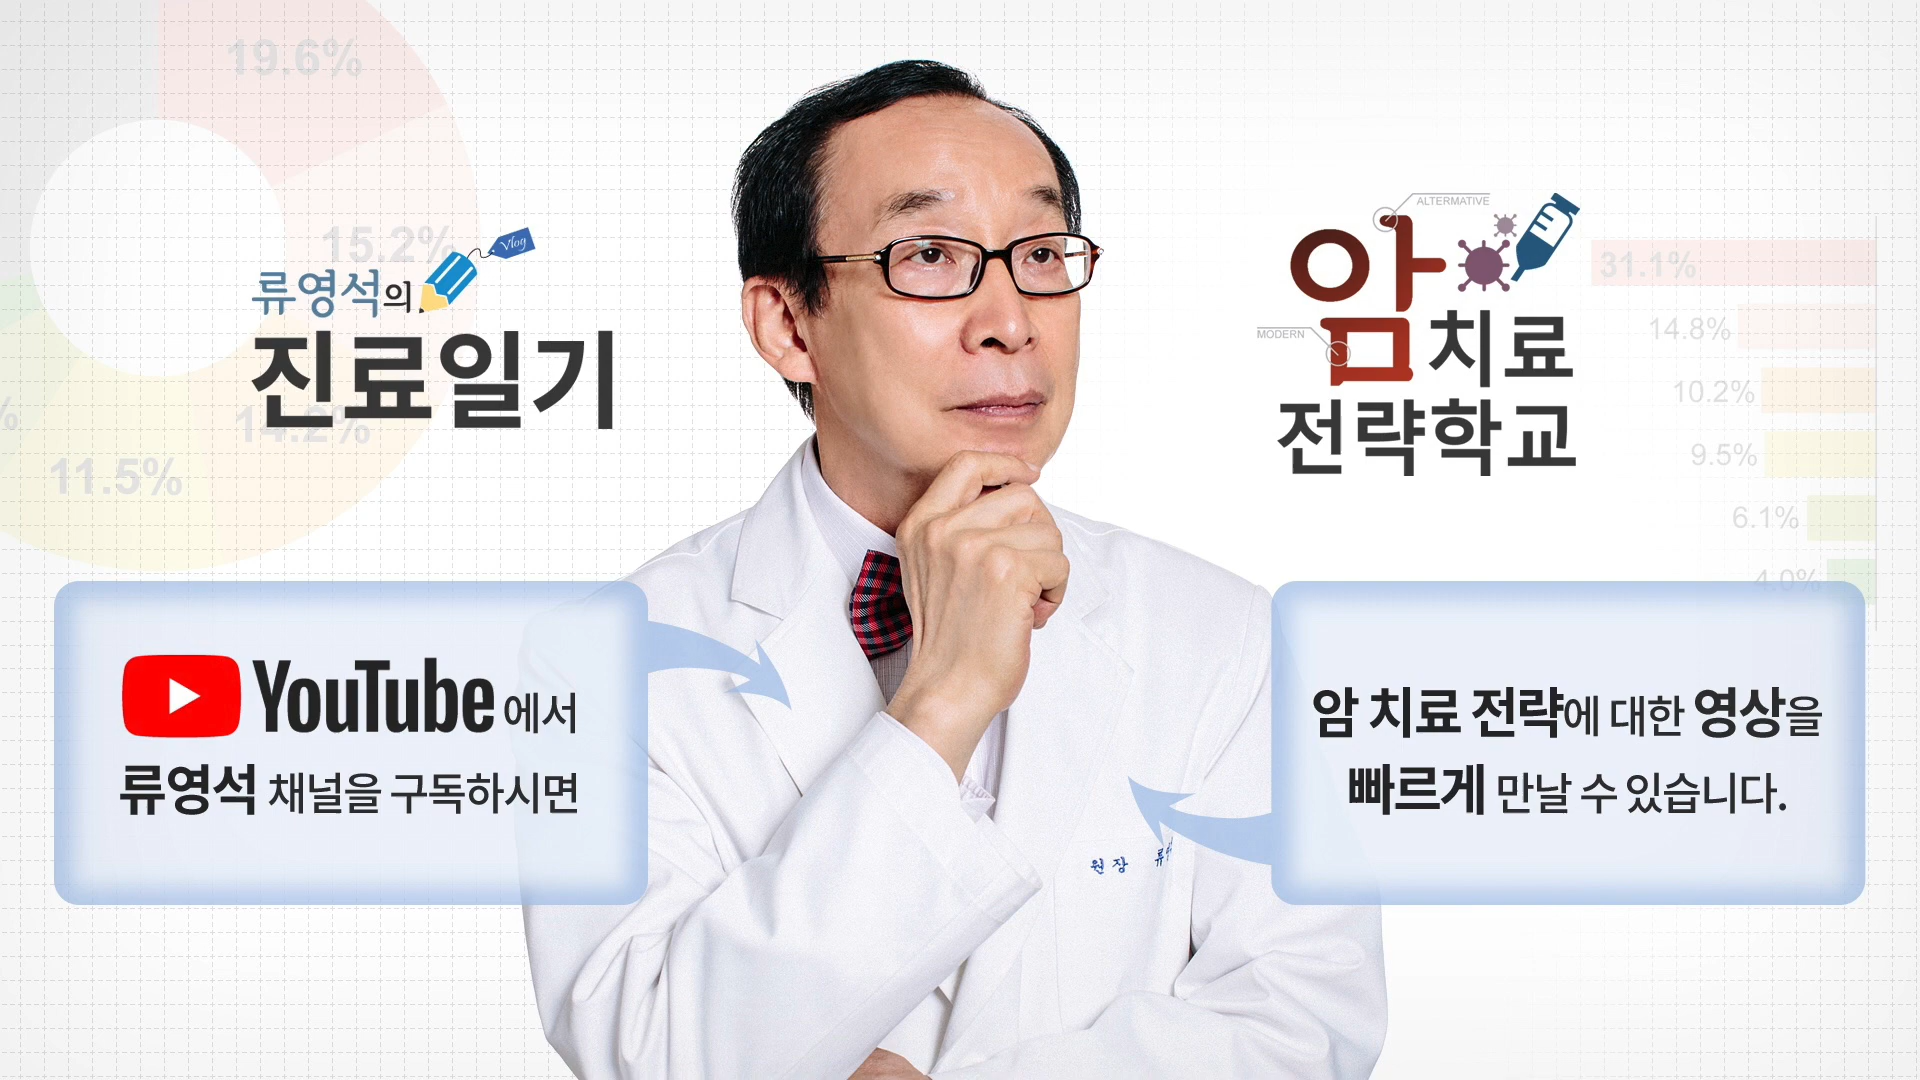 19.6%
15.2%
14.2%
11.5%
Vlog
류영석의
진료일기
ALTERMATIVE
MODERN
암치료
전략학교
31.1%
14.8%
10.2%
9.5%
6.1%
4.0%
YouTube에서
류영석 채널을 구독하시면
암 치료 전략에 대한 영상을
빠르게 만날 수 있습니다.
원장 류